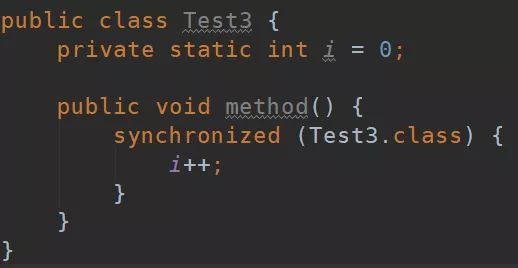 public class Test3 {
    private static int i = 0;

    public void method() {
        synchronized (Test3.class) {
            i++;
        }
    }
}